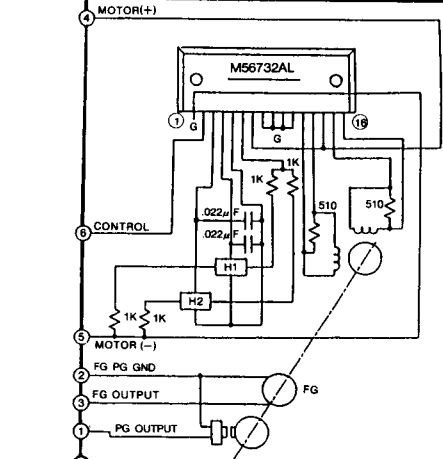 4 MOTOR(+)
M56732AL
1 G
G
16
1K
1K
510
510
6 CONTROL
.022µF
.022µF
H1
H2
1K
1K
5
MOTOR (-)
2 FG PG GND
3 FG OUTPUT
FG
1 PG OUTPUT